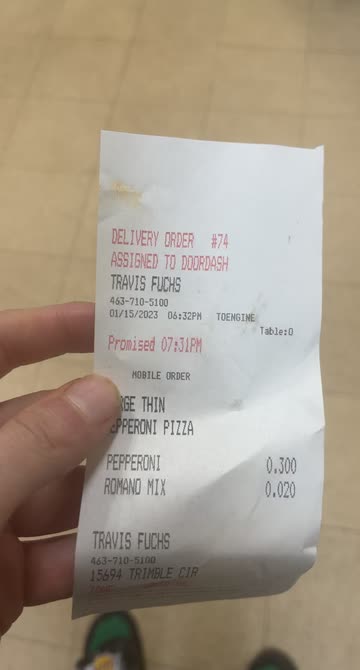 DELIVERY ORDER #74
ASSIGNED TO DOORDASH
TRAVIS FUCHS
463-710-5100
01/15/2023 06:32PM TOENGINE
Table:0
Promised 07:31PM
MOBILE ORDER
RGE THIN
EPPERONI PIZZA
PEPPERONI 0.300
ROMANO MIX 0.020
TRAVIS FUCHS
463-710-5100
15694 TRIMBLE CIR